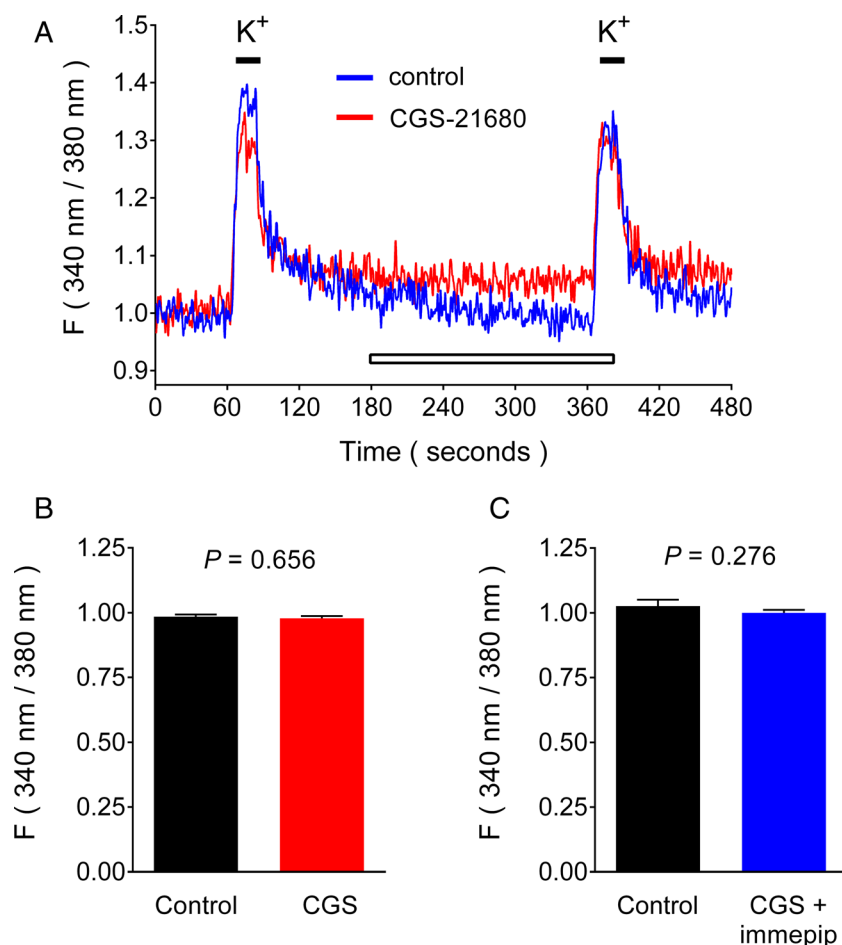 A
K+
K+
control
CGS-21680
F ( 340 nm / 380 nm )
1.5
1.4
1.3
1.2
1.1
1.0
0.9
0 60 120 180 240 300 360 420 480
Time ( seconds )
B
P = 0.656
F ( 340 nm / 380 nm )
1.25
1.00
0.75
0.50
0.25
0.00
Control CGS
C
P = 0.276
F ( 340 nm / 380 nm )
1.25
1.00
0.75
0.50
0.25
0.00
Control CGS +
immepip